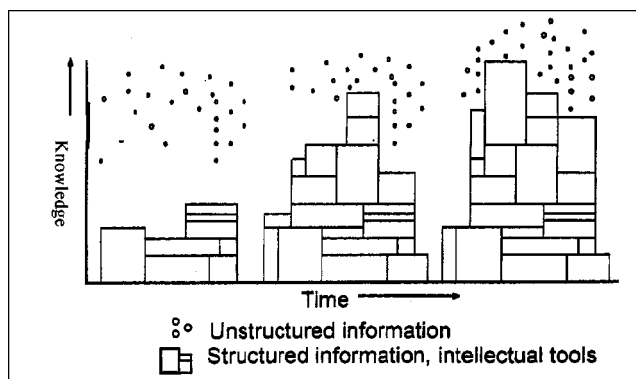 Knowledge
Time
Unstructured information
Structured information, intellectual tools